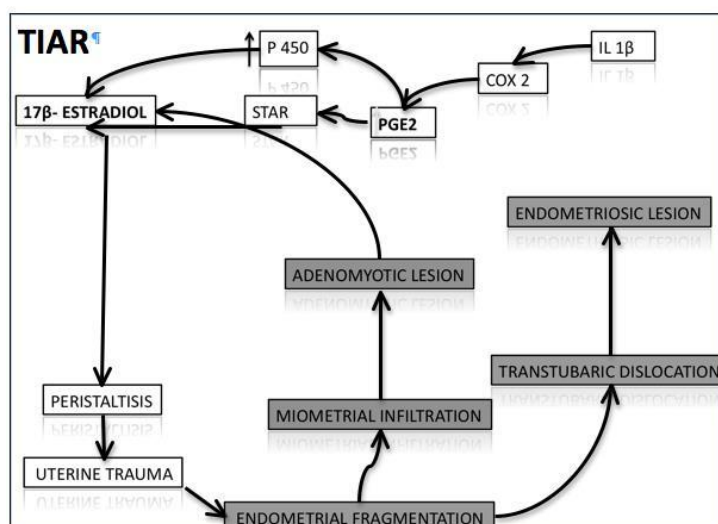 TIAR¶
P 450
IL 1β
COX 2
17β- ESTRADIOL
STAR
PGE2
ENDOMETRIOSIC LESION
ADENOMYOTIC LESION
TRANSTUBARIC DISLOCATION
PERISTALTISIS
MIOMETRIAL INFILTRATION
UTERINE TRAUMA
ENDOMETRIAL FRAGMENTATION